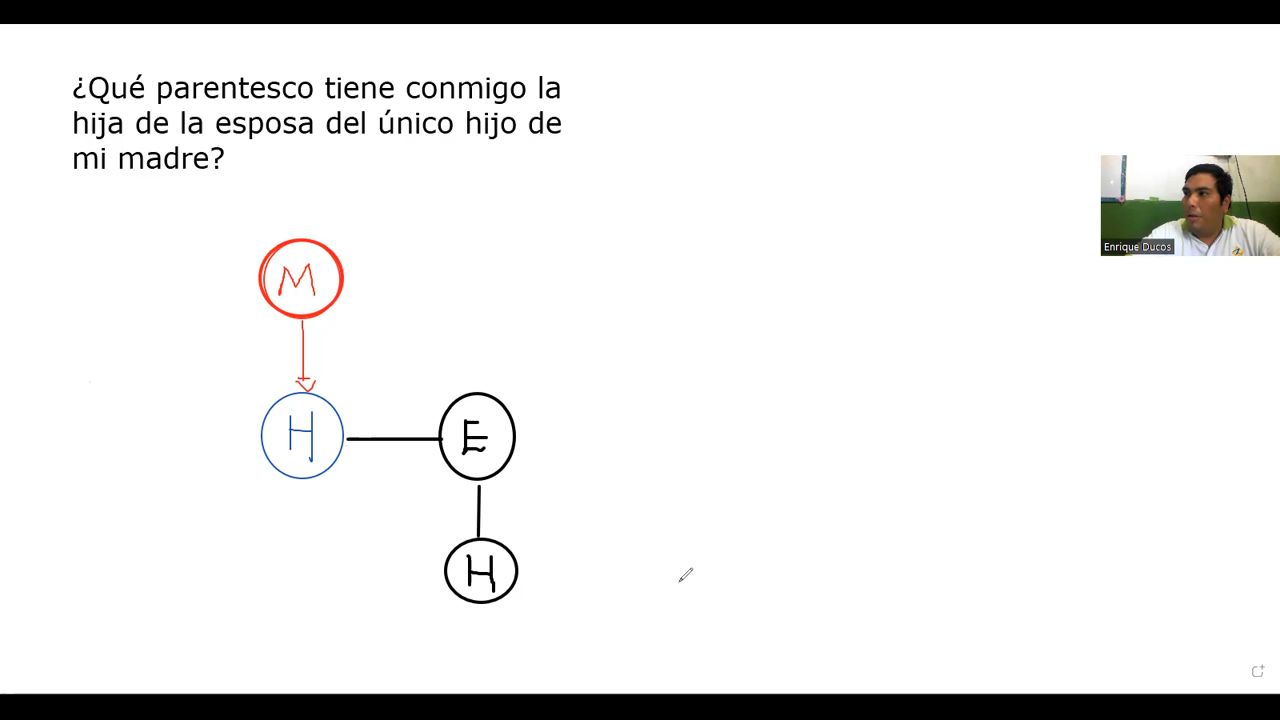 ¿Qué parentesco tiene conmigo la
hija de la esposa del único hijo de
mi madre?
M
H
E
H
Enrique Ducos